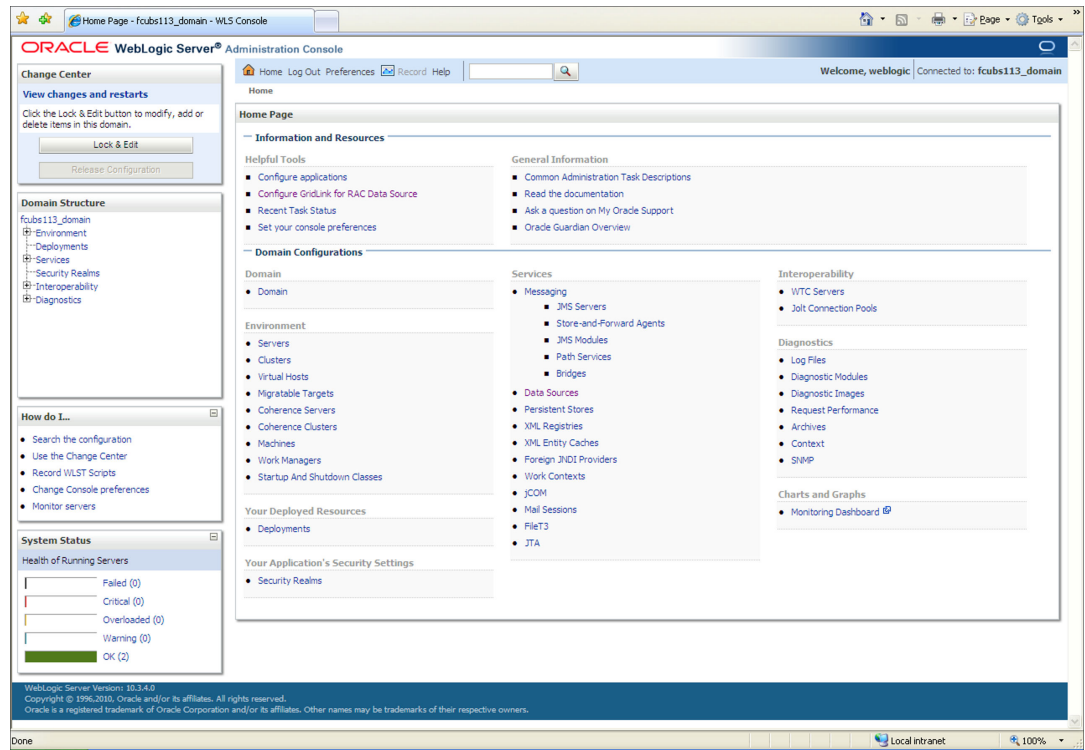 Home Page - fcubs113_domain - WLS Console
Page
Tools
ORACLE WebLogic Server® Administration Console
Change Center
View changes and restarts
Click the Lock & Edit button to modify, add or
delete items in this domain.
Lock & Edit
Release Configuration
Domain Structure
fcubs113_domain
Environment
Deployments
Services
Security Realms
Interoperability
Diagnostics
How do I...
Search the configuration
Use the Change Center
Record WLST Scripts
Change Console preferences
Monitor servers
System Status
Health of Running Servers
Failed (0)
Critical (0)
Overloaded (0)
Warning (0)
OK (2)
Home Log Out Preferences Record Help
Welcome, weblogic Connected to: fcubs113_domain
Home
Home Page
Information and Resources
Helpful Tools
Configure applications
Configure GridLink for RAC Data Source
Recent Task Status
Set your console preferences
General Information
Common Administration Task Descriptions
Read the documentation
Ask a question on My Oracle Support
Oracle Guardian Overview
Domain Configurations
Domain
Domain
Environment
Servers
Clusters
Virtual Hosts
Migratable Targets
Coherence Servers
Coherence Clusters
Machines
Work Managers
Startup And Shutdown Classes
Your Deployed Resources
Deployments
Your Application's Security Settings
Security Realms
Services
Messaging
JMS Servers
Store-and-Forward Agents
JMS Modules
Path Services
Bridges
Data Sources
Persistent Stores
XML Registries
XML Entity Caches
Foreign JNDI Providers
Work Contexts
jCOM
Mail Sessions
FileT3
JTA
Interoperability
WTC Servers
Jolt Connection Pools
Diagnostics
Log Files
Diagnostic Modules
Diagnostic Images
Request Performance
Archives
Context
SNMP
Charts and Graphs
Monitoring Dashboard
WebLogic Server Version: 10.3.4.0
Copyright © 1996,2010, Oracle and/or its affiliates. All rights reserved.
Oracle is a registered trademark of Oracle Corporation and/or its affiliates. Other names may be trademarks of their respective owners.
Done
Local intranet
100%